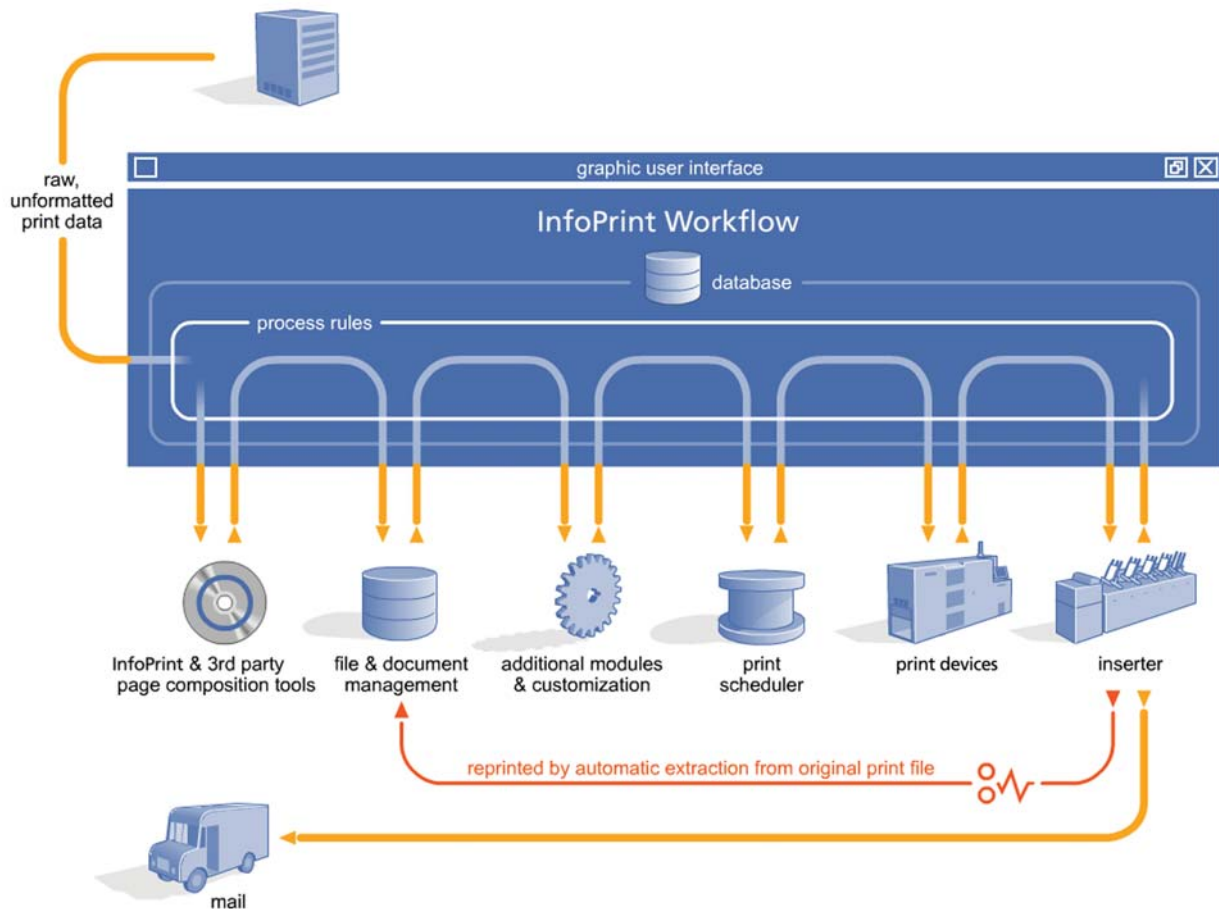 graphic user interface
raw,
unformatted
print data
InfoPrint Workflow
database
process rules
InfoPrint & 3rd party
page composition tools
file & document
management
additional modules
& customization
print
scheduler
print devices
inserter
reprinted by automatic extraction from original print file
mail